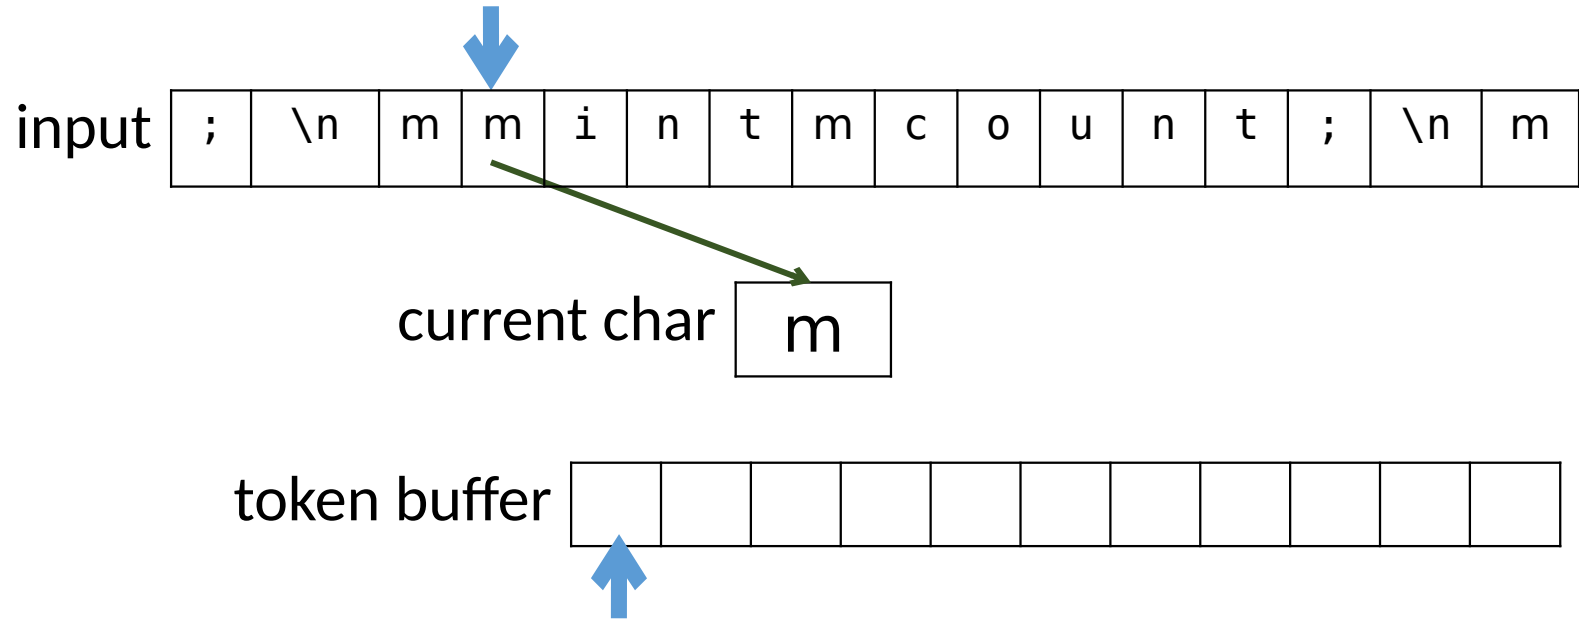 input ; \n m m i n t m c o u n t ; \n m
current char m
token buffer